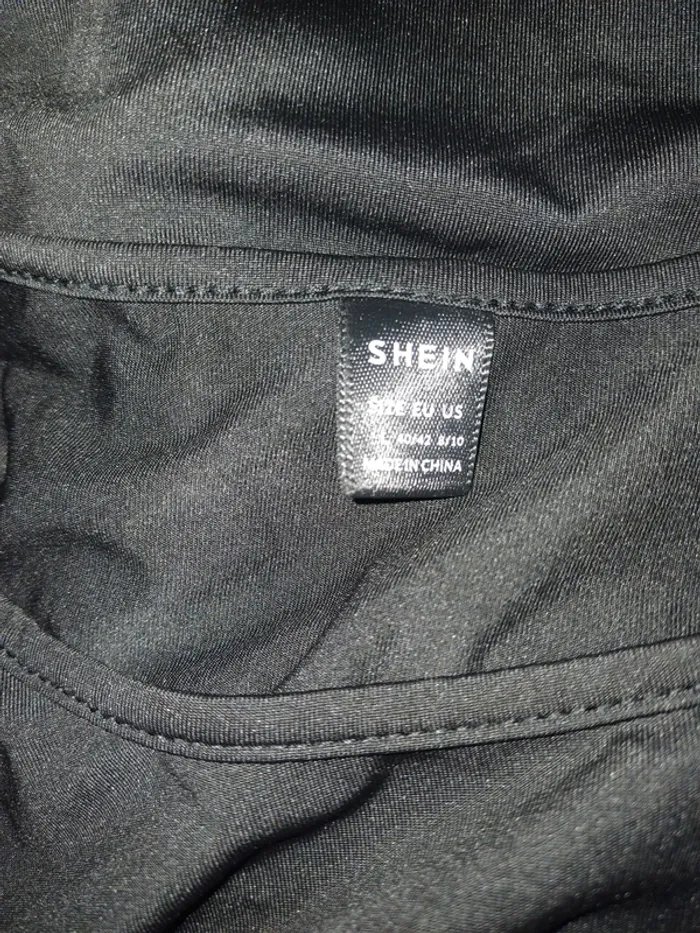 SHEIN
SIZE EU US
L 40/42 8/10
MADE IN CHINA